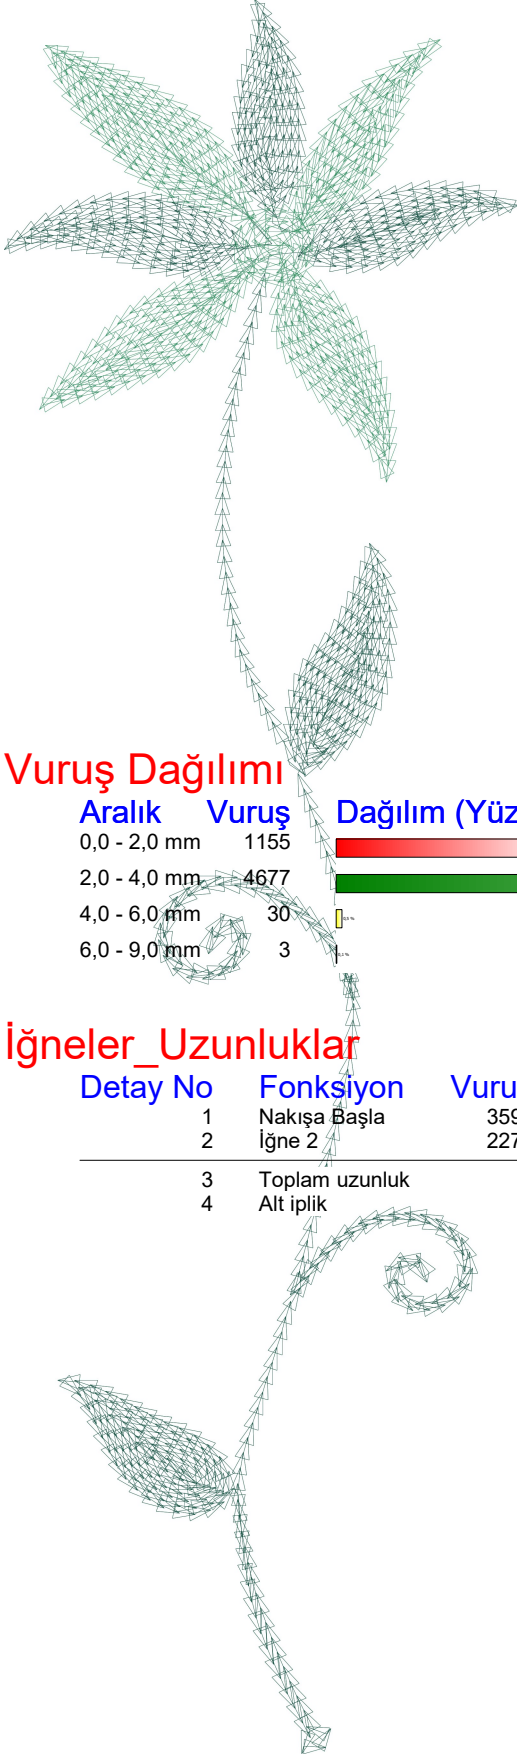 Vuruş Dağılımı
Aralık Vuruş Dağılım (Yüz
0,0 - 2,0 mm 1155
2,0 - 4,0 mm 4677
4,0 - 6,0 mm 30
6,0 - 9,0 mm 3
İğneler_Uzunluklar
Detay No Fonksiyon Vuru
1 Nakışa Başla 359
2 İğne 2 227
3 Toplam uzunluk
4 Alt iplik